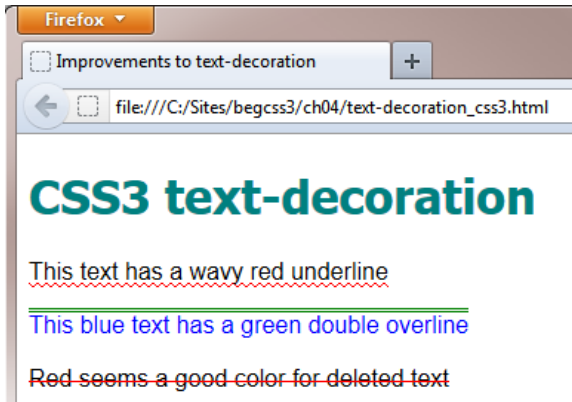 Firefox
Improvements to text-decoration
file:///C:/Sites/begcss3/ch04/text-decoration_css3.html
CSS3 text-decoration
This text has a wavy red underline
This blue text has a green double overline
Red seems a good color for deleted text